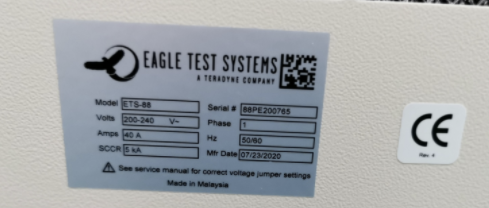 EAGLE TEST SYSTEMS
A TERADYNE COMPANY
Model ETS-88 Serial # 88PE200765
Volts 200-240 V~ Phase 1
Amps 40 A Hz 50/60
SCCR 5 kA Mfr Date 07/23/2020
See service manual for correct voltage jumper settings
Made in Malaysia
CE
Rev. 4